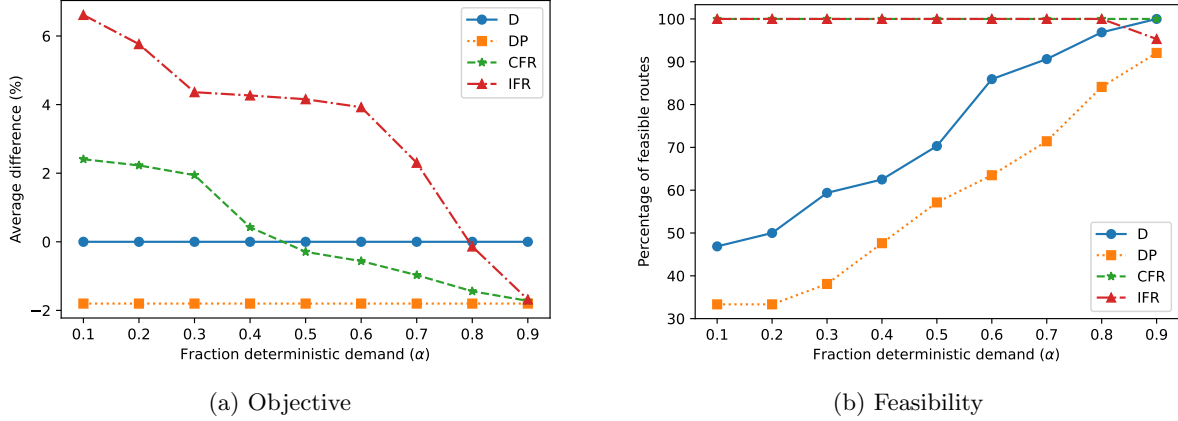 Average difference (%)
6
4
2
0
−2
0.1 0.2 0.3 0.4 0.5 0.6 0.7 0.8 0.9
Fraction deterministic demand (α)
D
DP
CFR
IFR
(a) Objective
Percentage of feasible routes
100
90
80
70
60
50
40
30
0.1 0.2 0.3 0.4 0.5 0.6 0.7 0.8 0.9
Fraction deterministic demand (α)
D
DP
CFR
IFR
(b) Feasibility